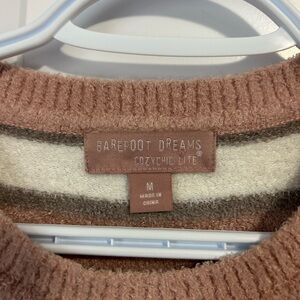 BAREFOOT DREAMS
COZYCHIC LITE®
M
MADE IN
CHINA